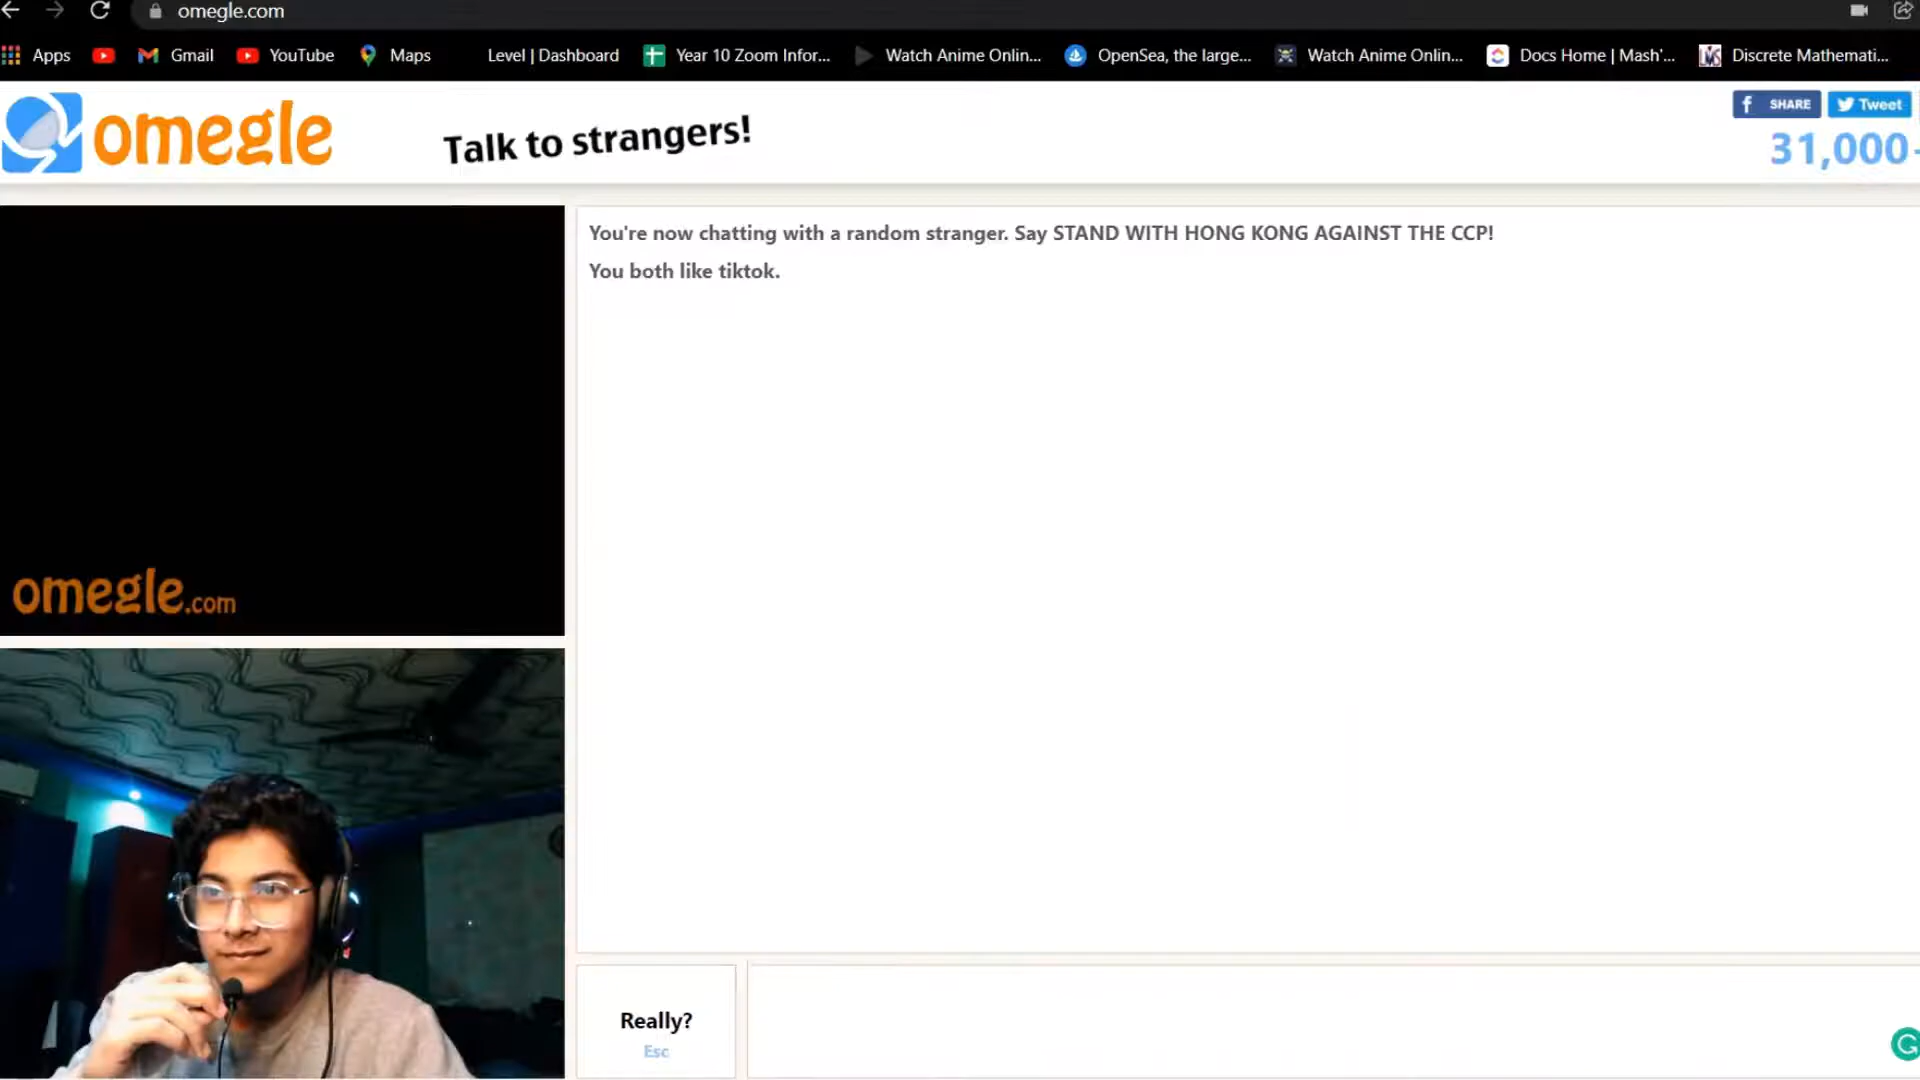 omegle.com
Apps Gmail YouTube Maps Level | Dashboard Year 10 Zoom Infor... Watch Anime Onlin... OpenSea, the large... Watch Anime Onlin... Docs Home | Mash'... Discrete Mathemati...
omegle Talk to strangers!
SHARE Tweet
31,000
You're now chatting with a random stranger. Say STAND WITH HONG KONG AGAINST THE CCP!
You both like tiktok.
omegle.com
Really?
Esc